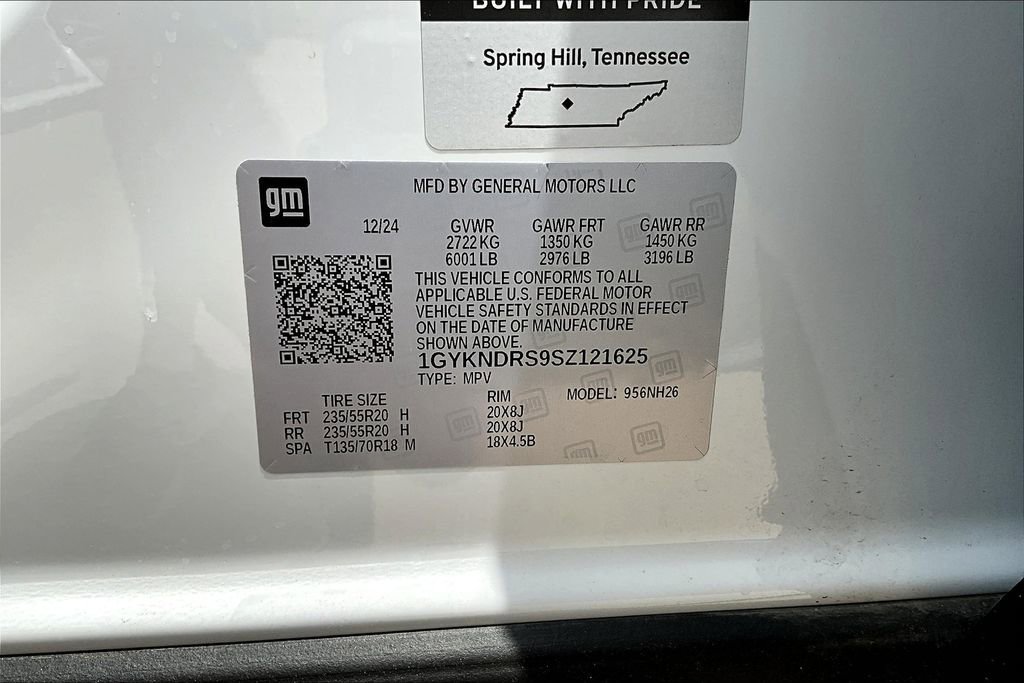 BUILT WITH PRIDE
Spring Hill, Tennessee
gm
MFD BY GENERAL MOTORS LLC
12/24 GVWR GAWR FRT GAWR RR
2722 KG 1350 KG 1450 KG
6001 LB 2976 LB 3196 LB
THIS VEHICLE CONFORMS TO ALL
APPLICABLE U.S. FEDERAL MOTOR
VEHICLE SAFETY STANDARDS IN EFFECT
ON THE DATE OF MANUFACTURE
SHOWN ABOVE.
1GYKNDRS9SZ121625
TYPE: MPV
TIRE SIZE RIM MODEL: 956NH26
FRT 235/55R20 H 20X8J
RR 235/55R20 H 20X8J
SPA T135/70R18 M 18X4.5B